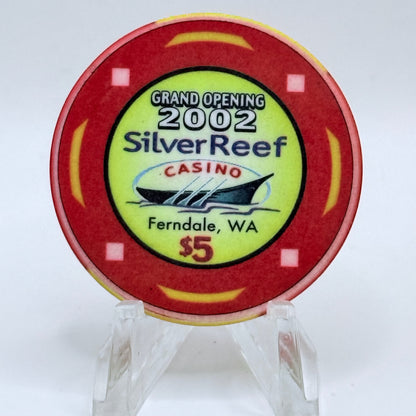 GRAND OPENING
2002
SilverReef
CASINO
Ferndale, WA
$5